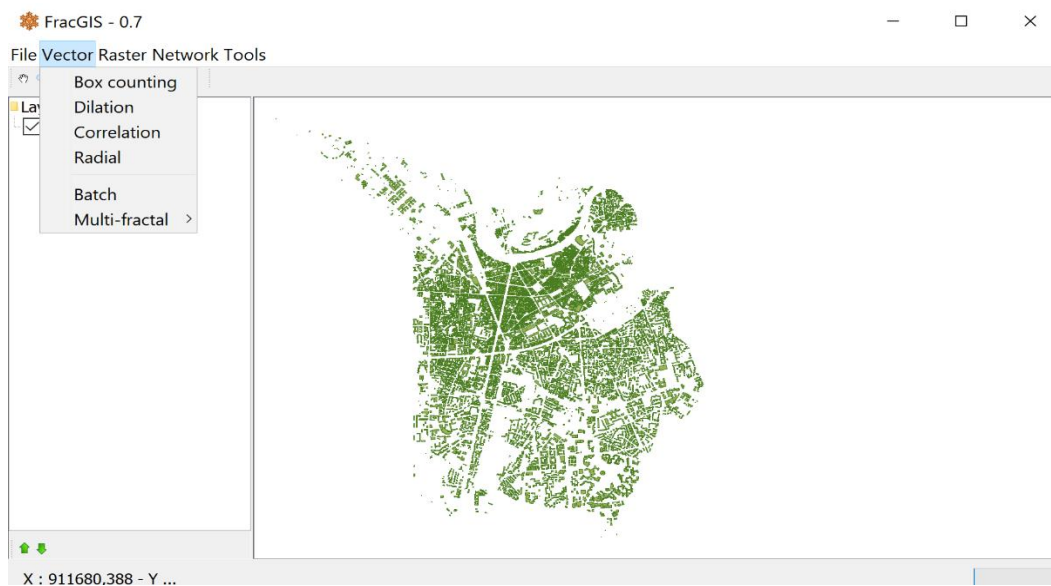 FracGIS - 0.7
File Vector Raster Network Tools
Box counting
Dilation
Correlation
Radial
Batch
Multi-fractal
X : 911680,388 - Y ...